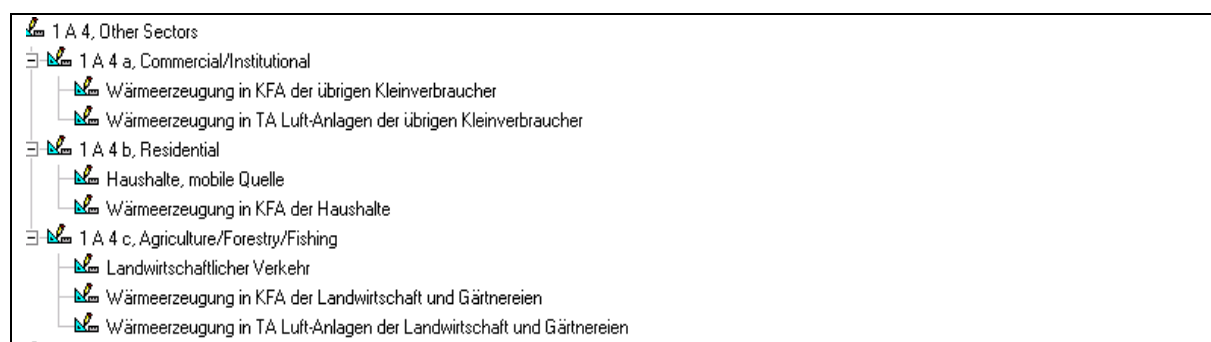 1 A 4, Other Sectors
1 A 4 a, Commercial/Institutional
Wärmeerzeugung in KFA der übrigen Kleinverbraucher
Wärmeerzeugung in TA Luft-Anlagen der übrigen Kleinverbraucher
1 A 4 b, Residential
Haushalte, mobile Quelle
Wärmeerzeugung in KFA der Haushalte
1 A 4 c, Agriculture/Forestry/Fishing
Landwirtschaftlicher Verkehr
Wärmeerzeugung in KFA der Landwirtschaft und Gärtnereien
Wärmeerzeugung in TA Luft-Anlagen der Landwirtschaft und Gärtnereien